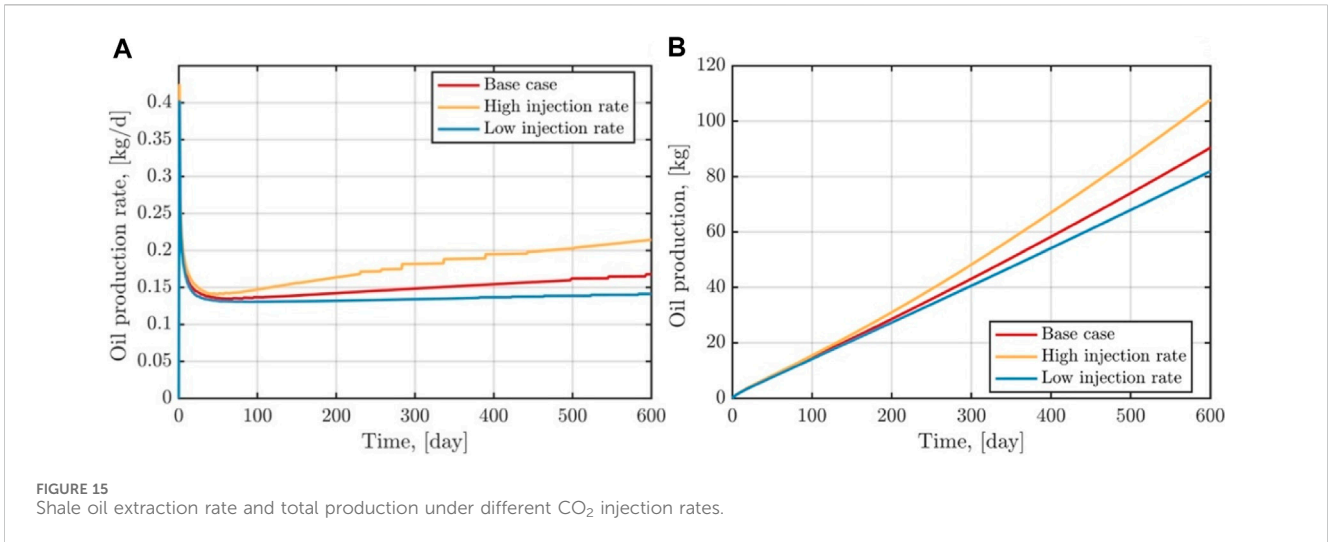 A
Oil production rate, [kg/d]
0.4
0.35
0.3
0.25
0.2
0.15
0.1
0.05
0
0 100 200 300 400 500 600
Time, [day]
Base case
High injection rate
Low injection rate
B
Oil production, [kg]
120
100
80
60
40
20
0
0 100 200 300 400 500 600
Time, [day]
Base case
High injection rate
Low injection rate
FIGURE 15
Shale oil extraction rate and total production under different CO₂ injection rates.